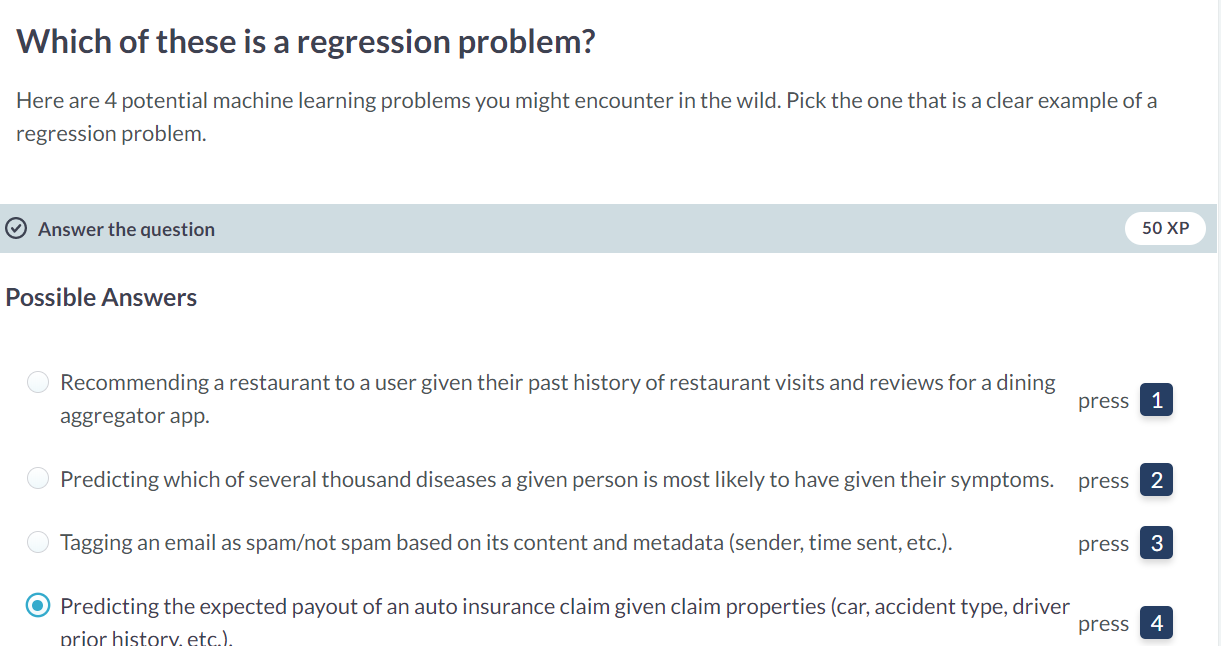 Which of these is a regression problem?
Here are 4 potential machine learning problems you might encounter in the wild. Pick the one that is a clear example of a
regression problem.
Answer the question
50 XP
Possible Answers
Recommending a restaurant to a user given their past history of restaurant visits and reviews for a dining
aggregator app.
press 1
Predicting which of several thousand diseases a given person is most likely to have given their symptoms.
press 2
Tagging an email as spam/not spam based on its content and metadata (sender, time sent, etc.).
press 3
Predicting the expected payout of an auto insurance claim given claim properties (car, accident type, driver
prior history, etc.).
press 4